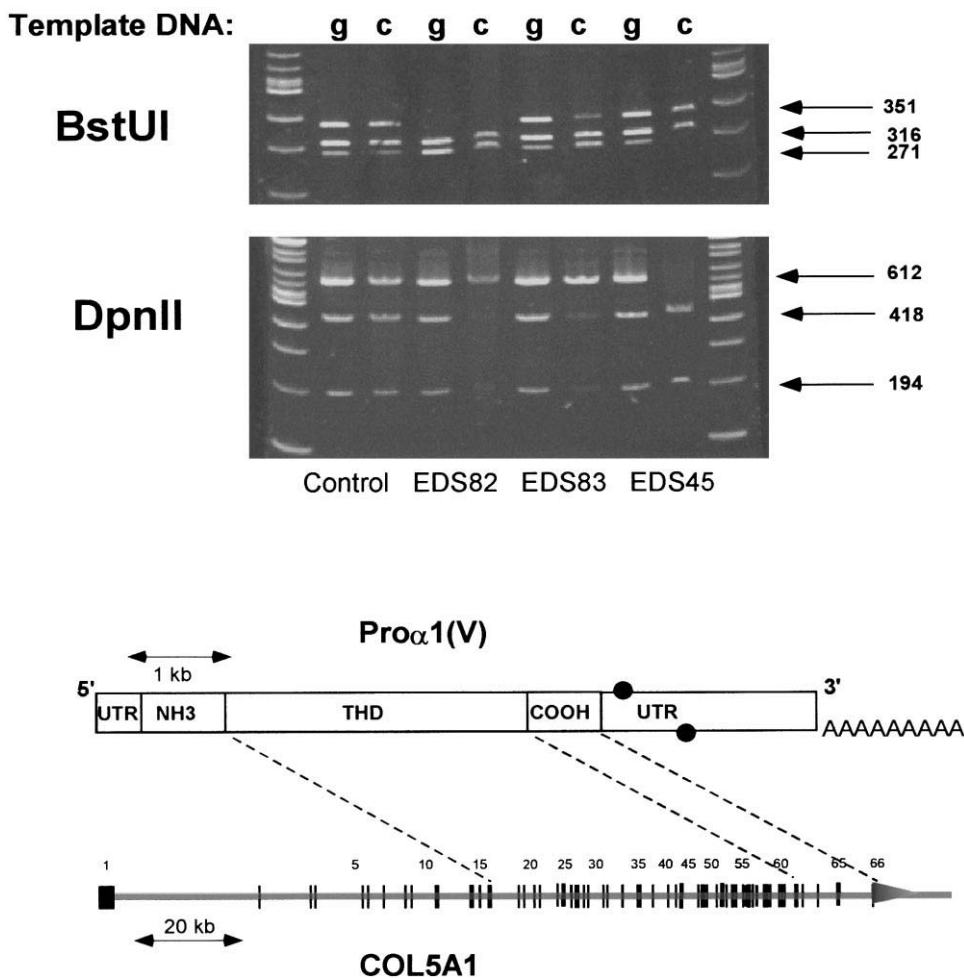 Template DNA: g c g c g c g c
BstUI
351
316
271
DpnII
612
418
194
Control EDS82 EDS83 EDS45
Proα1(V)
1 kb
5' 3'
UTR NH3 THD COOH UTR
AAAAAAAAA
1 5 10 15 20 25 30 35 40 45 50 55 60 65 66
20 kb
COL5A1